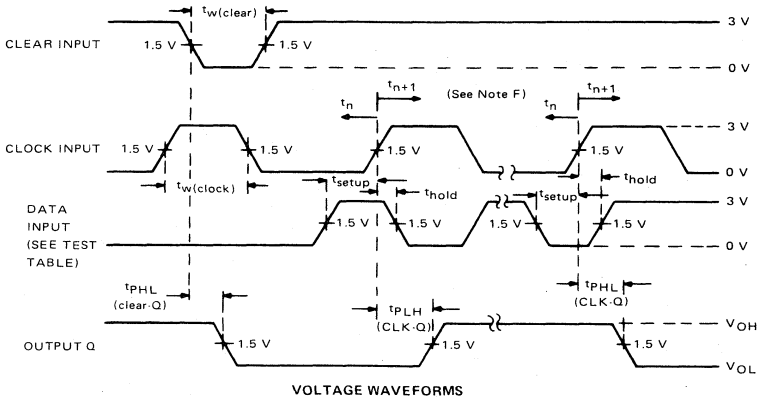 tw(clear)
3 V
CLEAR INPUT
1.5 V
1.5 V
0 V
tn
tn+1
(See Note F)
tn
tn+1
3 V
CLOCK INPUT
1.5 V
1.5 V
1.5 V
1.5 V
0 V
tw(clock)
tsetup
thold
tsetup
thold
3 V
DATA
INPUT
(SEE TEST
TABLE)
1.5 V
1.5 V
1.5 V
1.5 V
0 V
tPHL
(clear-Q)
tPLH
(CLK-Q)
tPHL
(CLK-Q)
VOH
OUTPUT Q
1.5 V
1.5 V
1.5 V
VOL
VOLTAGE WAVEFORMS